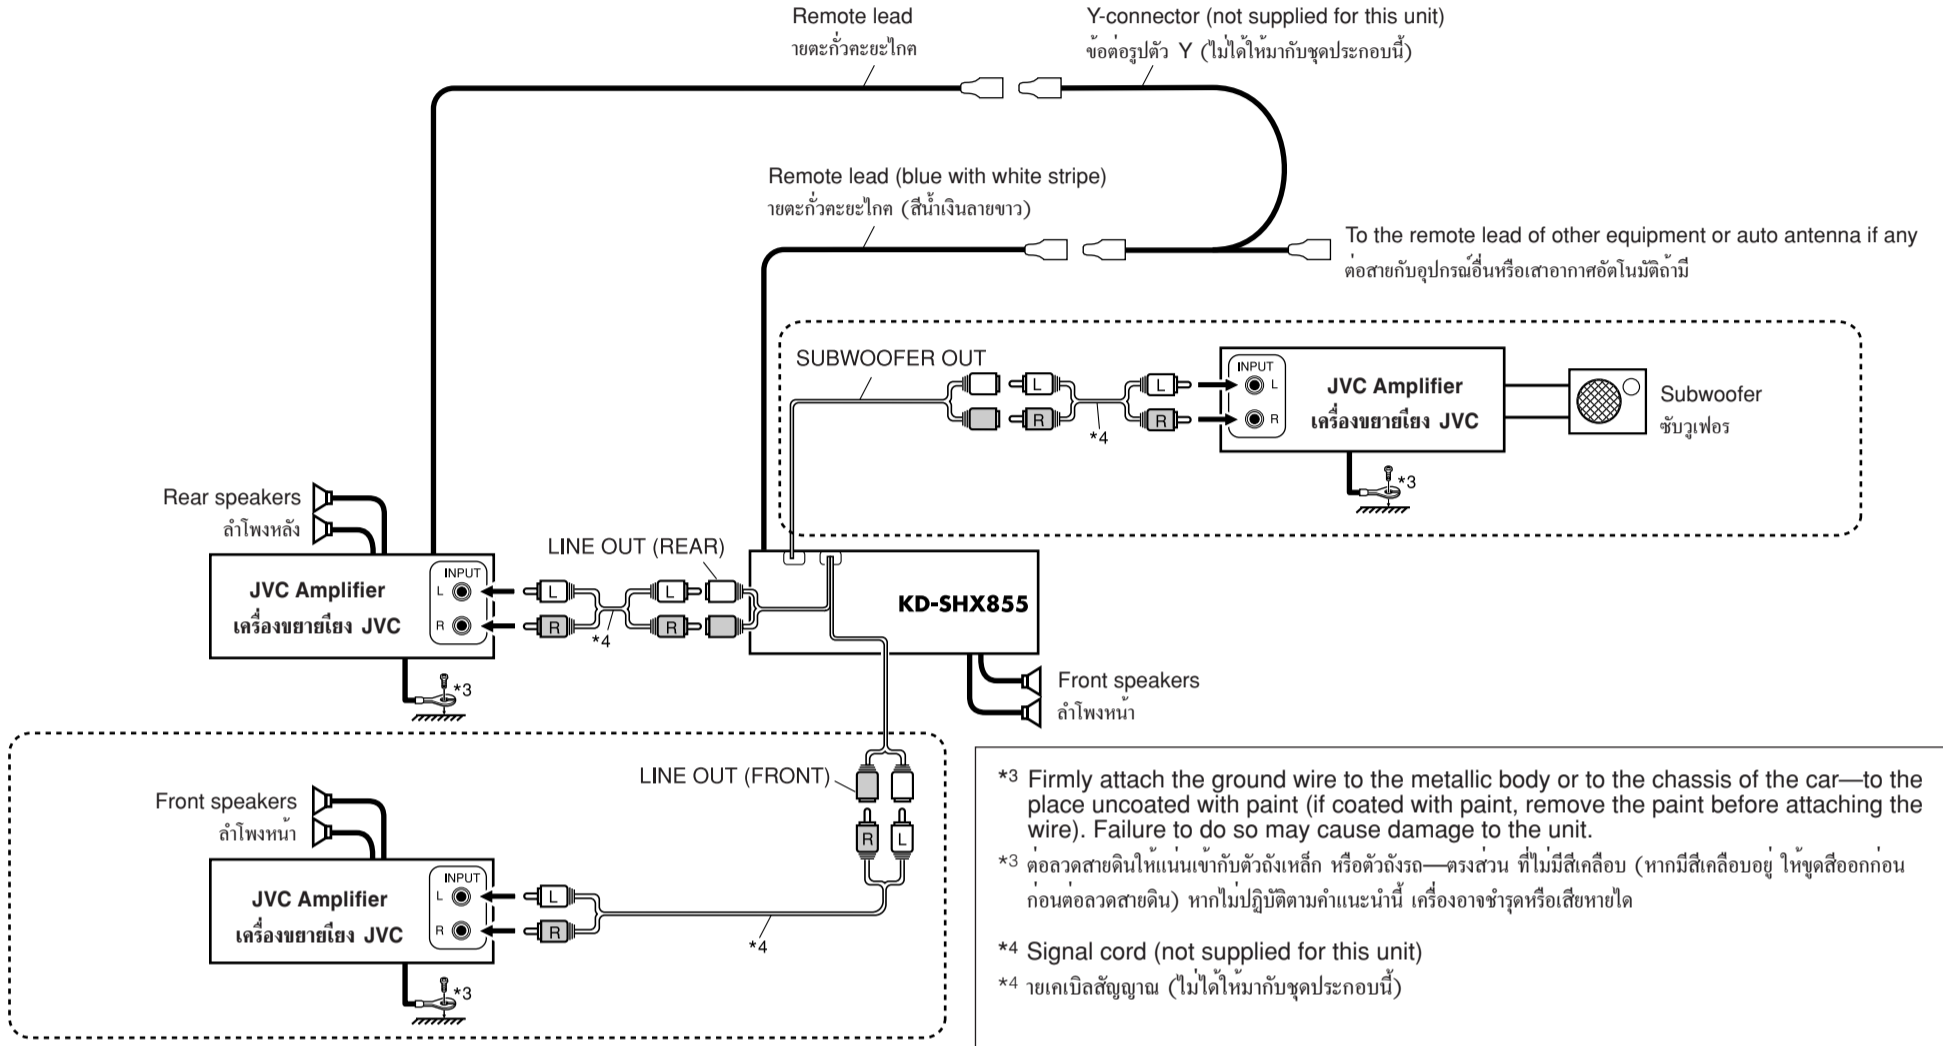 Remote lead
ายตะกั่วคะยะไกค
Y-connector (not supplied for this unit)
ข้อต่อรูปตัว Y (ไม่ได้ให้มากับชุดประกอบนี้)
Remote lead (blue with white stripe)
ายตะกั่วคะยะไกค (สีน้ำเงินลายขาว)
To the remote lead of other equipment or auto antenna if any
ต่อสายกับอุปกรณ์อื่นหรือเสาอากาศอัตโนมัติถ้ามี
SUBWOOFER OUT
L
R
*4
L
R
INPUT
L
R
JVC Amplifier
เครื่องขยายเียง JVC
Subwoofer
ซับวูเฟอร
*3
Rear speakers
ลำโพงหลัง
LINE OUT (REAR)
JVC Amplifier
เครื่องขยายเียง JVC
INPUT
L
R
L
R
*4
L
R
KD-SHX855
*3
Front speakers
ลำโพงหน้า
LINE OUT (FRONT)
R
L
Front speakers
ลำโพงหน้า
JVC Amplifier
เครื่องขยายเียง JVC
INPUT
L
R
L
R
*4
*3
*3 Firmly attach the ground wire to the metallic body or to the chassis of the car—to the
place uncoated with paint (if coated with paint, remove the paint before attaching the
wire). Failure to do so may cause damage to the unit.
*3 ต่อลวดสายดินให้แน่นเข้ากับตัวถังเหล็ก หรือตัวถังรถ—ตรงส่วน ที่ไม่มีสีเคลือบ (หากมีสีเคลือบอยู่ ให้ขูดสีออกก่อน
ก่อนต่อลวดสายดิน) หากไม่ปฏิบัติตามคำแนะนำนี้ เครื่องอาจชำรุดหรือเสียหายได
*4 Signal cord (not supplied for this unit)
*4 ายเคเบิลสัญญาณ (ไม่ได้ให้มากับชุดประกอบนี้)